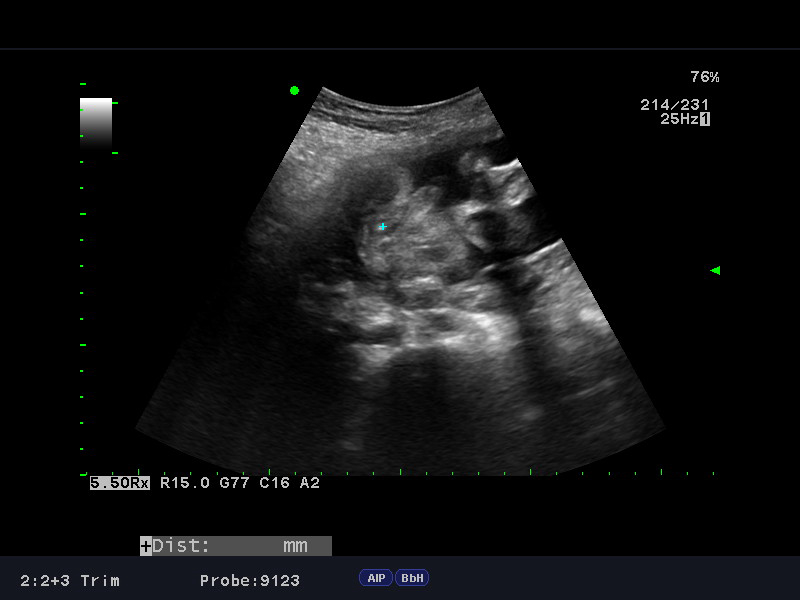 76%
214/231
25Hz1
5.50Rx R15.0 G77 C16 A2
+Dist: mm
2:2+3 Trim Probe:9123 AIP BbH